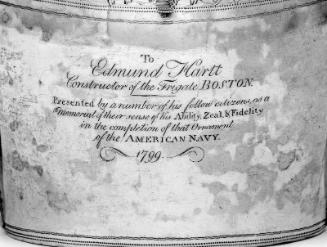 To
Edmund Hartt
Constructor of the Frigate BOSTON.
Presented by a number of his fellow citizens, as a
Memorial of their sense of his Ability, Zeal, & Fidelity
in the completion of that Ornament
of the AMERICAN NAVY.
1799.